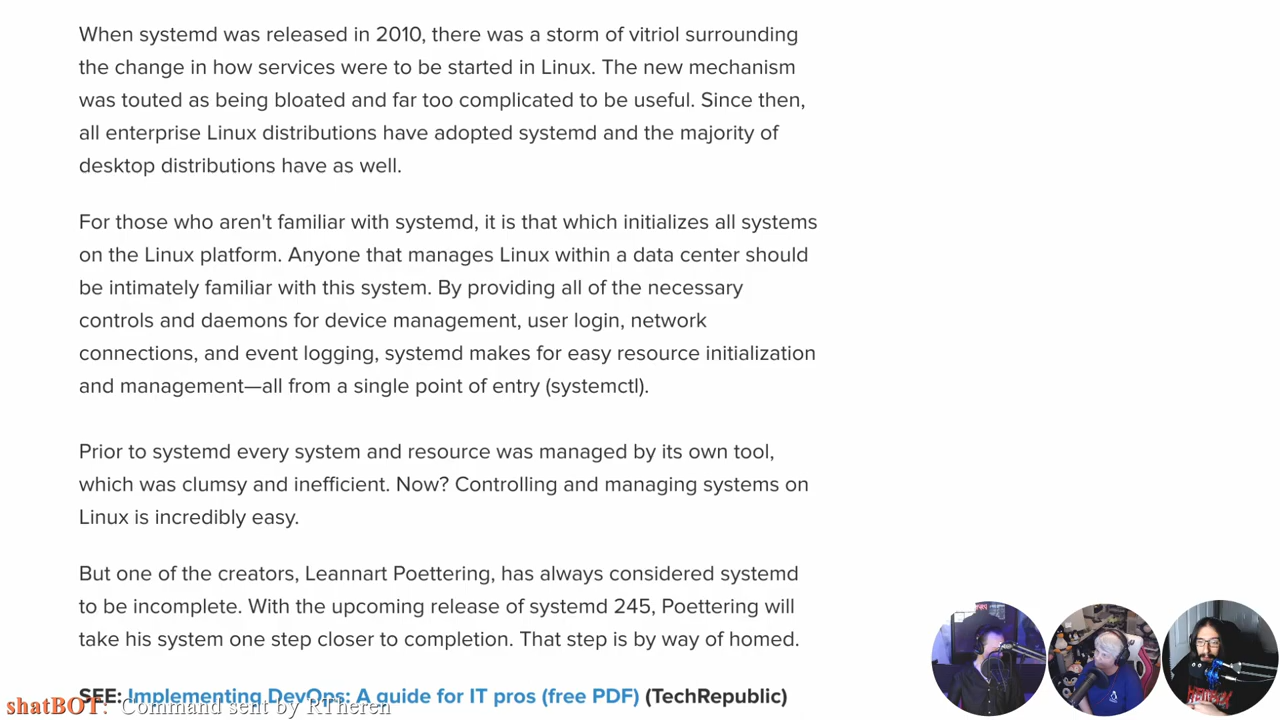 When systemd was released in 2010, there was a storm of vitriol surrounding
the change in how services were to be started in Linux. The new mechanism
was touted as being bloated and far too complicated to be useful. Since then,
all enterprise Linux distributions have adopted systemd and the majority of
desktop distributions have as well.
For those who aren't familiar with systemd, it is that which initializes all systems
on the Linux platform. Anyone that manages Linux within a data center should
be intimately familiar with this system. By providing all of the necessary
controls and daemons for device management, user login, network
connections, and event logging, systemd makes for easy resource initialization
and management—all from a single point of entry (systemctl).
Prior to systemd every system and resource was managed by its own tool,
which was clumsy and inefficient. Now? Controlling and managing systems on
Linux is incredibly easy.
But one of the creators, Leannart Poettering, has always considered systemd
to be incomplete. With the upcoming release of systemd 245, Poettering will
take his system one step closer to completion. That step is by way of homed.
SEE: Implementing DevOps: A guide for IT pros (free PDF) (TechRepublic)
shatBOT: Command sent by RTheren